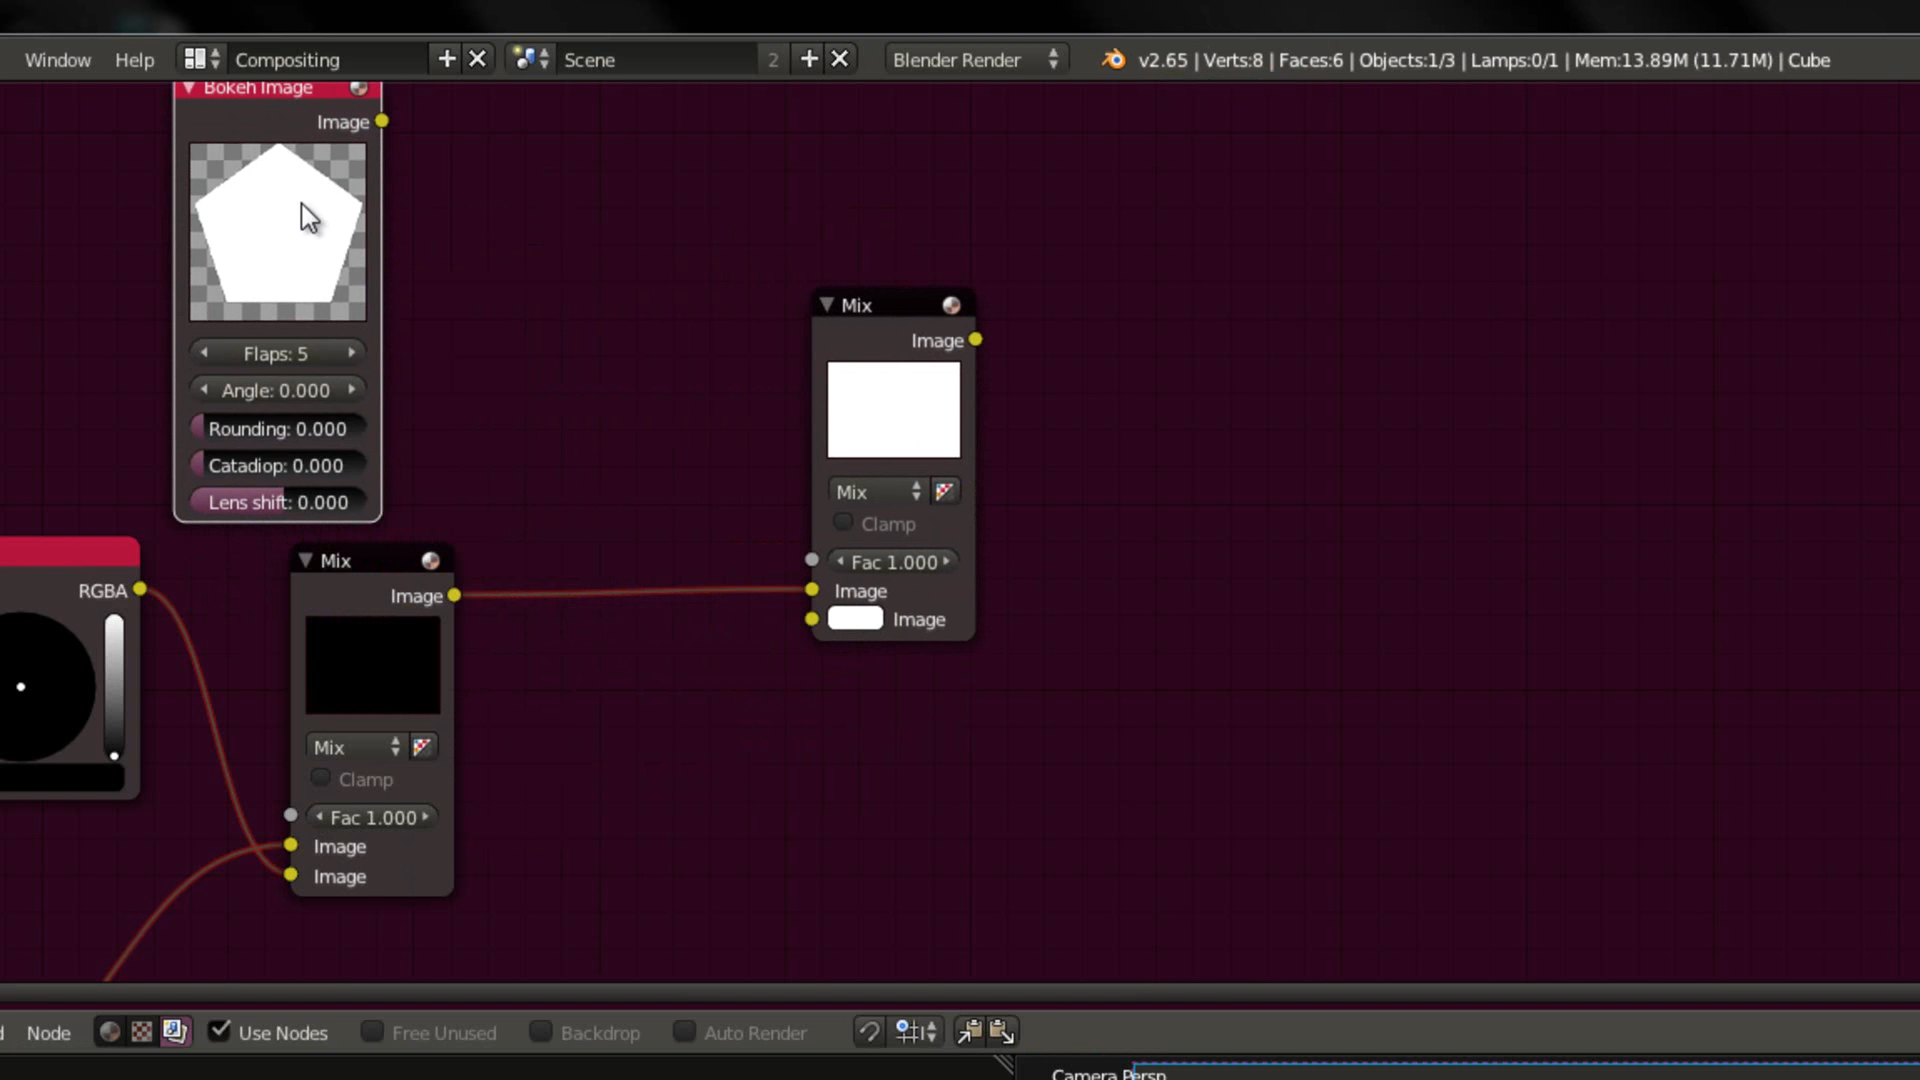 Window Help Compositing Scene 2 Blender Render v2.65 | Verts:8 | Faces:6 | Objects:1/3 | Lamps:0/1 | Mem:13.89M (11.71M) | Cube
Bokeh Image
Image
Flaps: 5
Angle: 0.000
Rounding: 0.000
Catadiop: 0.000
Lens shift: 0.000
Mix
Image
Mix
Clamp
Fac 1.000
Image
Image
RGBA
Mix
Image
Mix
Clamp
Fac 1.000
Image
Image
Node Use Nodes Free Unused Backdrop Auto Render
Camera Persp